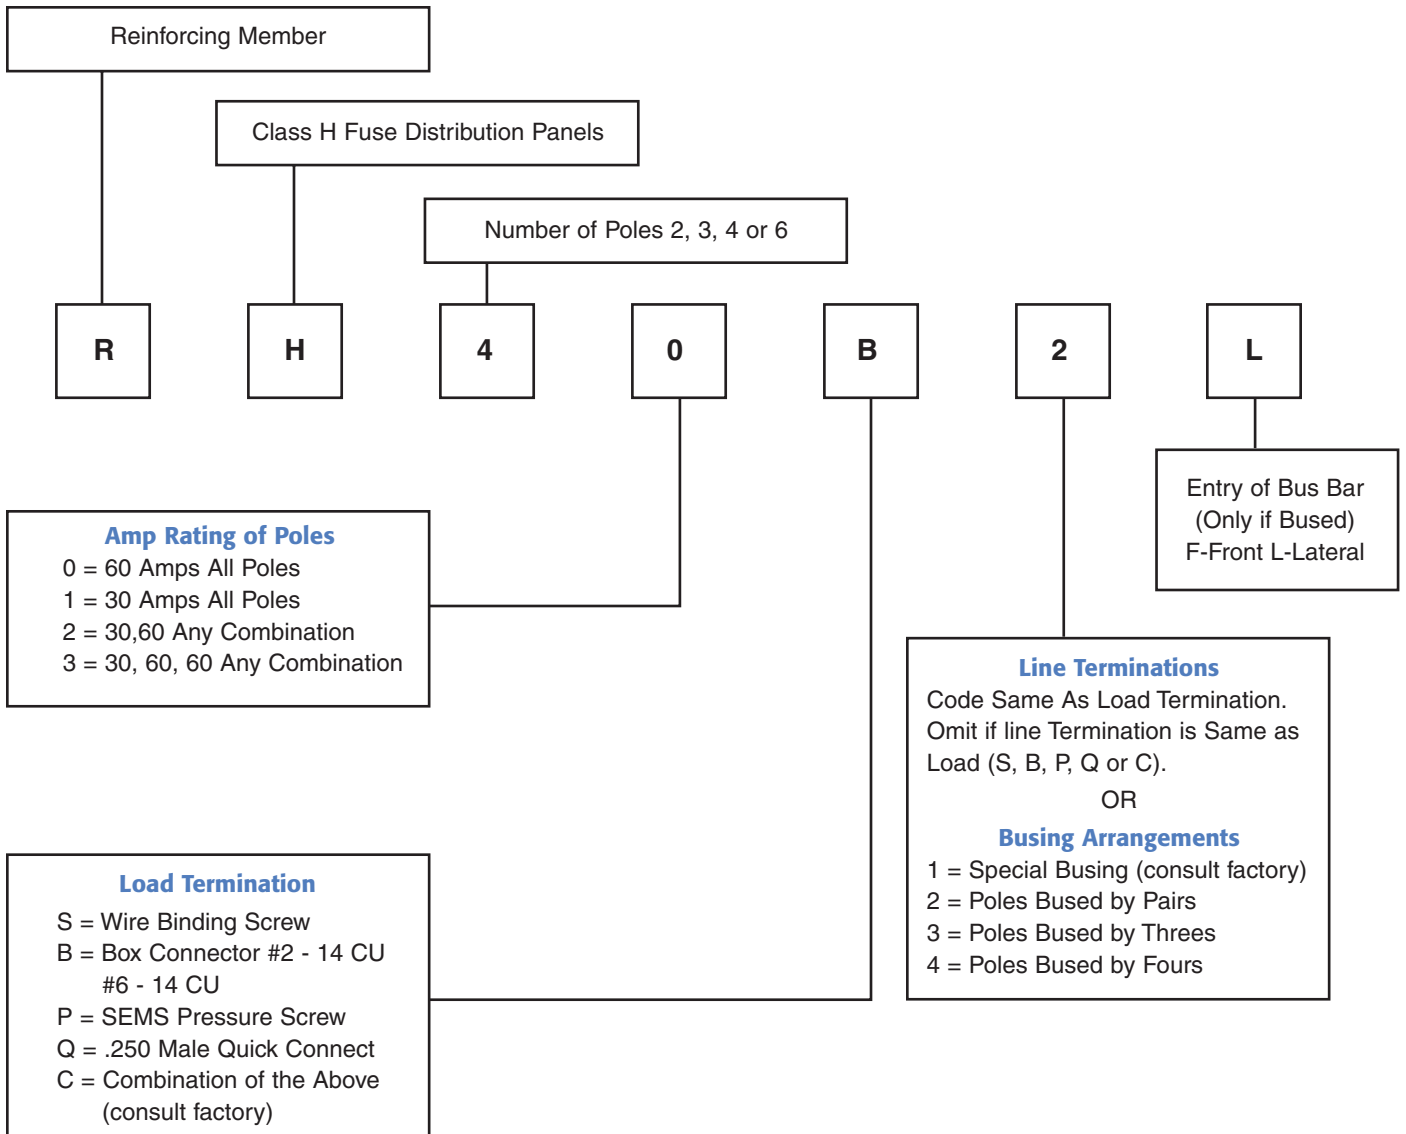 Reinforcing Member
Class H Fuse Distribution Panels
Number of Poles 2, 3, 4 or 6
R
H
4
0
B
2
L
Entry of Bus Bar
(Only if Bused)
F-Front L-Lateral
Amp Rating of Poles
0 = 60 Amps All Poles
1 = 30 Amps All Poles
2 = 30,60 Any Combination
3 = 30, 60, 60 Any Combination
Line Terminations
Code Same As Load Termination.
Omit if line Termination is Same as
Load (S, B, P, Q or C).
OR
Busing Arrangements
1 = Special Busing (consult factory)
2 = Poles Bused by Pairs
3 = Poles Bused by Threes
4 = Poles Bused by Fours
Load Termination
S = Wire Binding Screw
B = Box Connector #2 - 14 CU
#6 - 14 CU
P = SEMS Pressure Screw
Q = .250 Male Quick Connect
C = Combination of the Above
(consult factory)